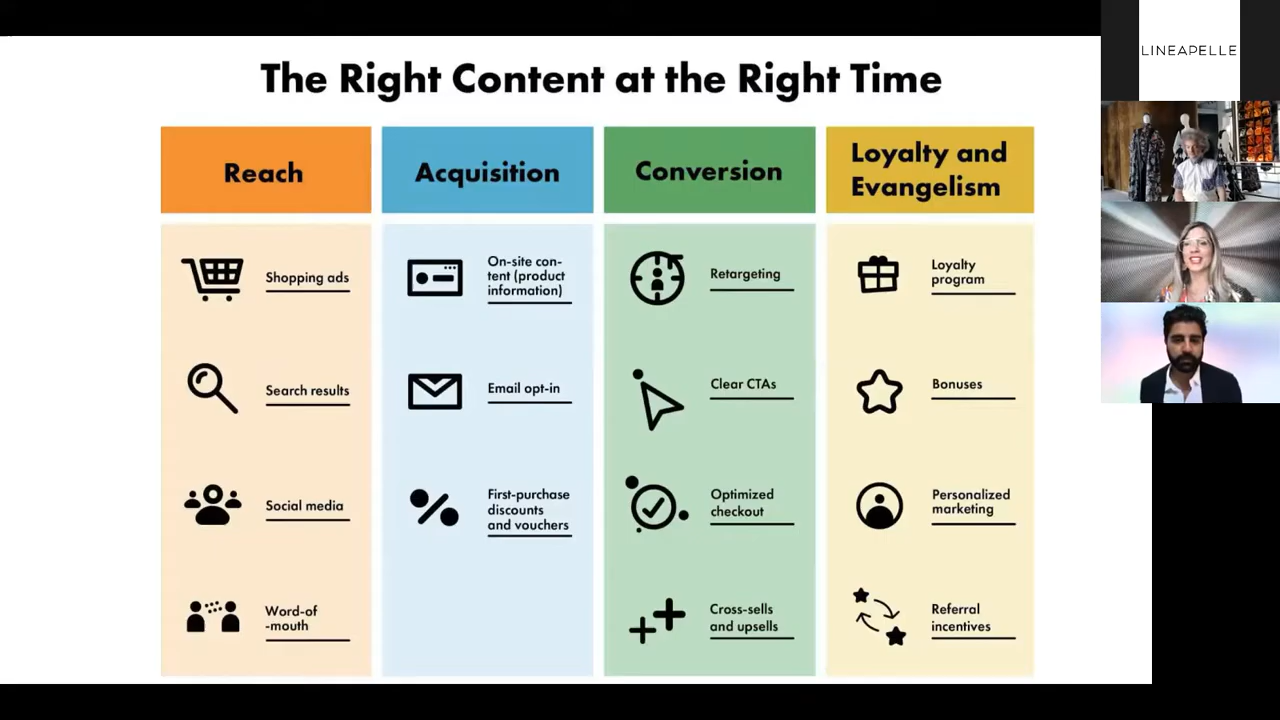 The Right Content at the Right Time
LINEAPELLE
Reach
Shopping ads
Search results
Social media
Word-of
-mouth
Acquisition
On-site con-
tent (product
information)
Email opt-in
First-purchase
discounts
and vouchers
Conversion
Retargeting
Clear CTAs
Optimized
checkout
Cross-sells
and upsells
Loyalty and
Evangelism
Loyalty
program
Bonuses
Personalized
marketing
Referral
incentives